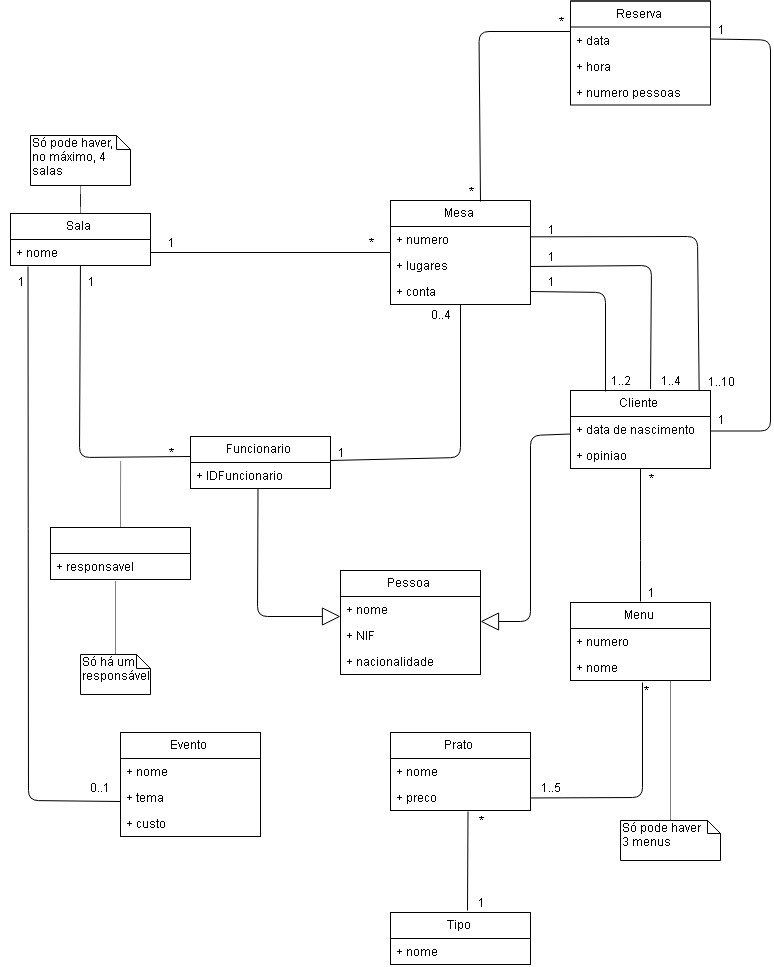 Reserva
+ data
+ hora
+ numero pessoas
*
1
Só pode haver,
no máximo, 4
salas
*
Mesa
+ numero
+ lugares
+ conta
Sala
+ nome
1
*
1
1
1
1
1
0..4
1..2
1..4
1..10
Cliente
+ data de nascimento
+ opiniao
1
Funcionario
+ IDFuncionario
*
1
*
+ responsavel
Pessoa
+ nome
+ NIF
+ nacionalidade
1
Menu
+ numero
+ nome
Só há um
responsável
*
Evento
+ nome
+ tema
+ custo
0..1
Prato
+ nome
+ preco
1..5
*
Só pode haver
3 menus
1
Tipo
+ nome